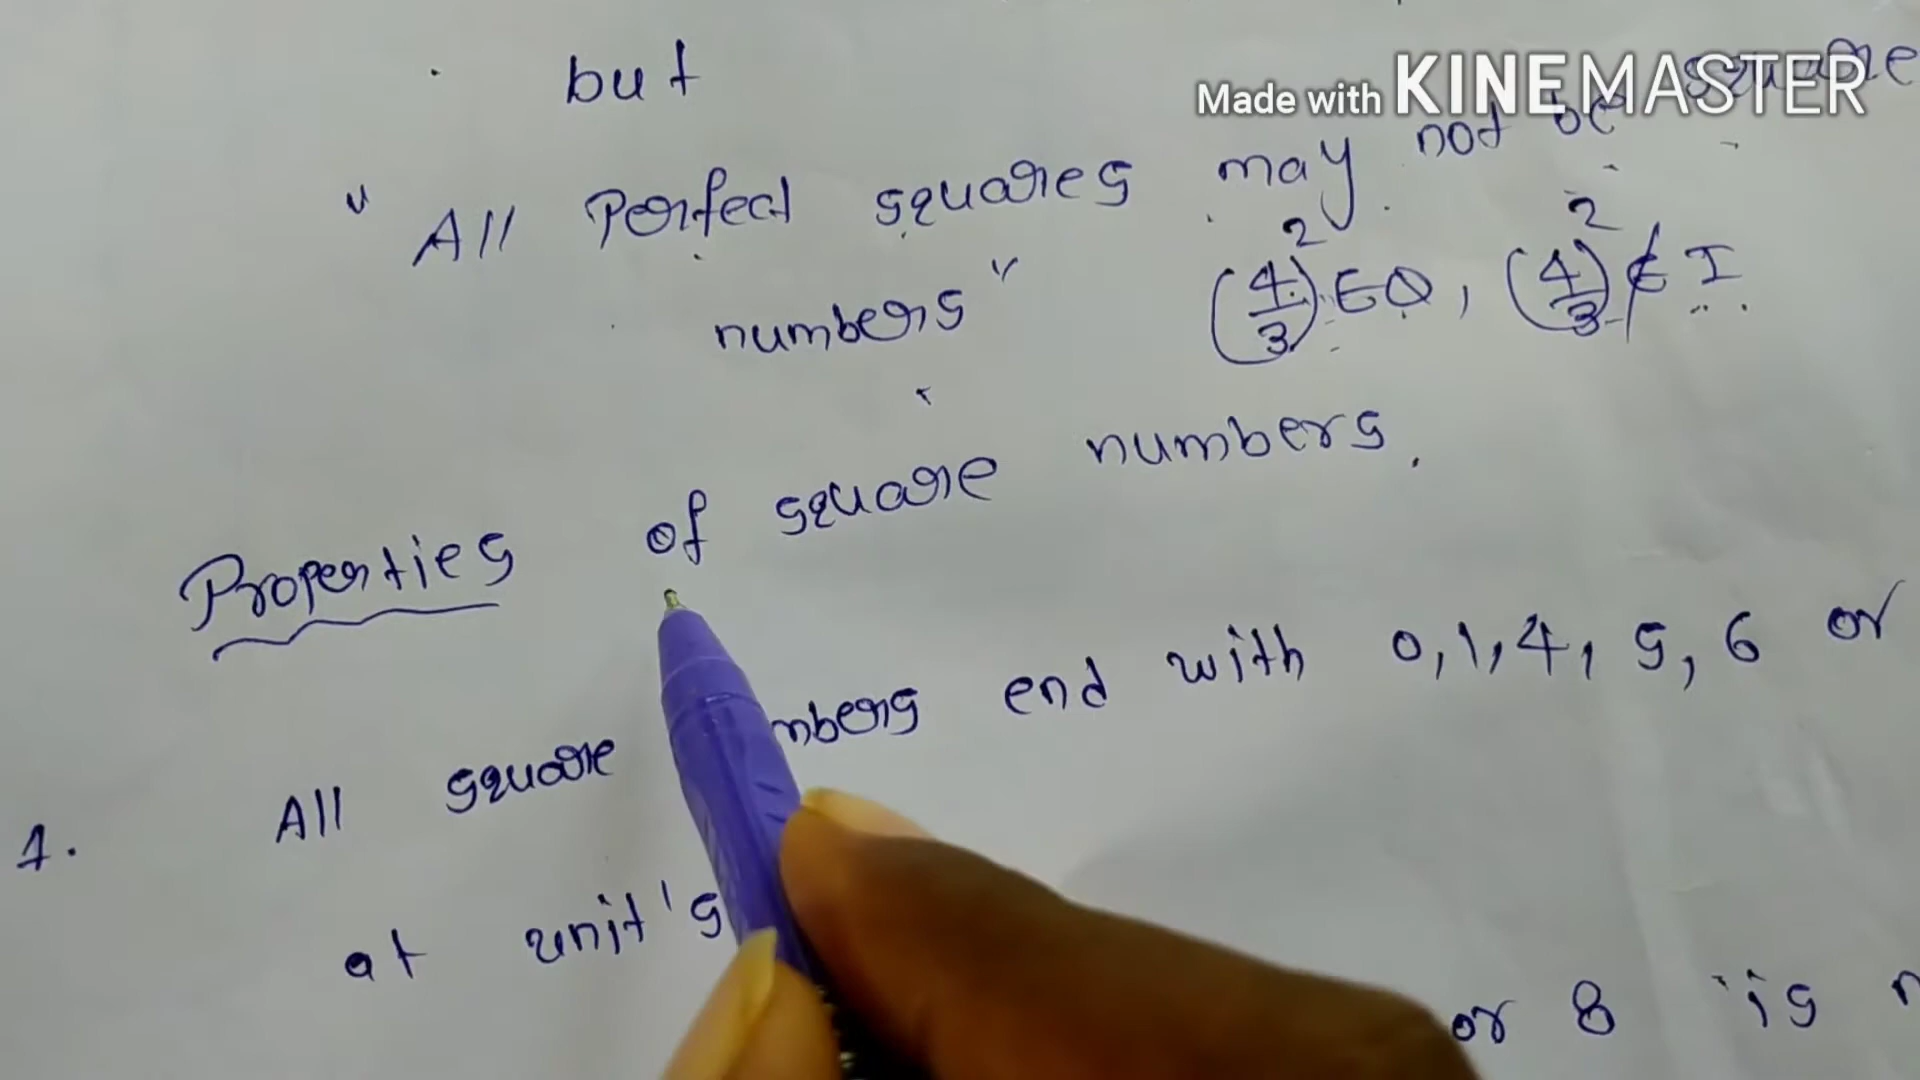 Made with KINEMASTER
but
" All Perfect squares may not be square
numbers" (4/3)² ∈ Q, (4/3)² ∉ I
Properties of square numbers.
1. All square mbers end with 0, 1, 4, 5, 6 or
at unit's
or 8 is